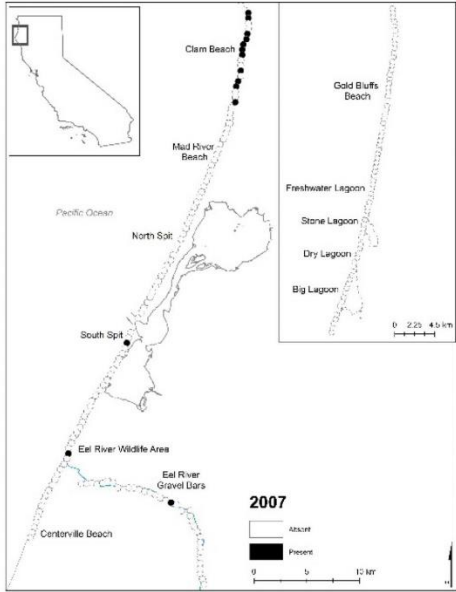 Clam Beach
Gold Bluffs
Beach
Mad River
Beach
Freshwater Lagoon
Pacific Ocean
Stone Lagoon
North Spit
Dry Lagoon
Big Lagoon
0 2.25 4.5 km
South Spit
Eel River Wildlife Area
Eel River
Gravel Bars
2007
Absent
Centerville Beach
Present
0 5 10 km